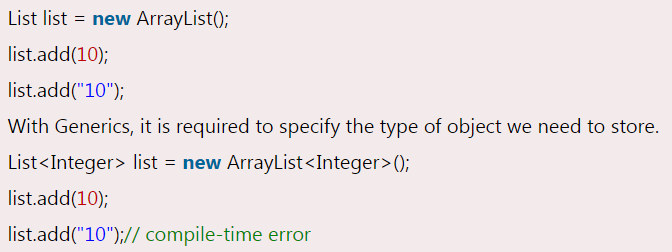 List list = new ArrayList();
list.add(10);
list.add("10");
With Generics, it is required to specify the type of object we need to store.
List<Integer> list = new ArrayList<Integer>();
list.add(10);
list.add("10");// compile-time error